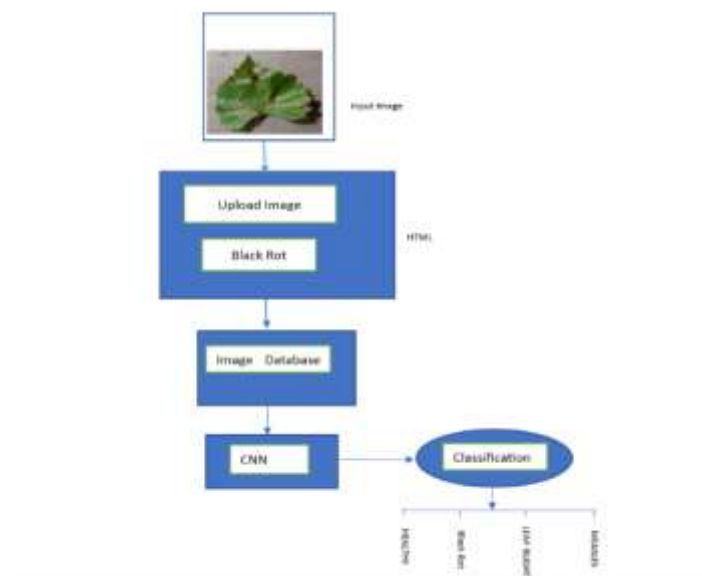 Input Image
Upload Image
HTML
Black Rot
Image Database
CNN
Classification
HEALTHY
Black Rot
LEAF BLIGHT